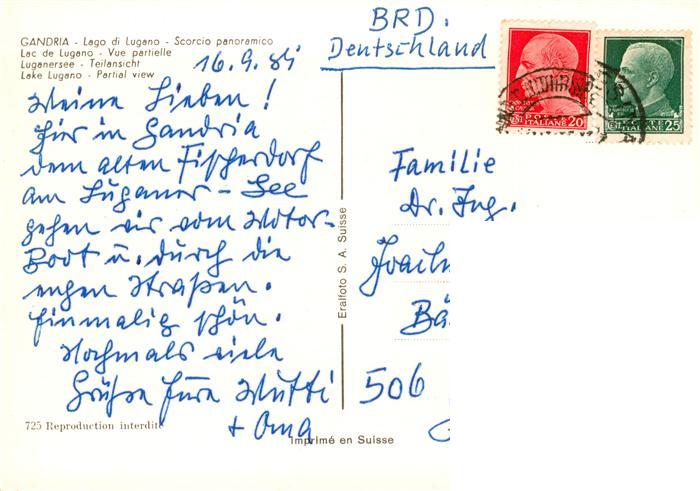 GANDRIA - Lago di Lugano - Scorcio panoramico
Lac de Lugano - Vue partielle
Luganersee - Teilansicht
Lake Lugano - Partial view
16.9.84
Meine Lieben!
Hier in Gandria
dem alten Fischerdorf
am Luganer-See
gehen wir vom Motor-
Boot u. durch die
engen Straßen.
Einmalig schön.
Nochmals viele
Grüße Eure Mutti
+ Oma
725 Reproduction interdite
Imprimé en Suisse
Eralfoto S. A. Suisse
BRD.
Deutschland
POSTE
ITALIANE 20
POSTE
ITALIANE 25
Familie
Dr. Ing.
Joach
Bä
506